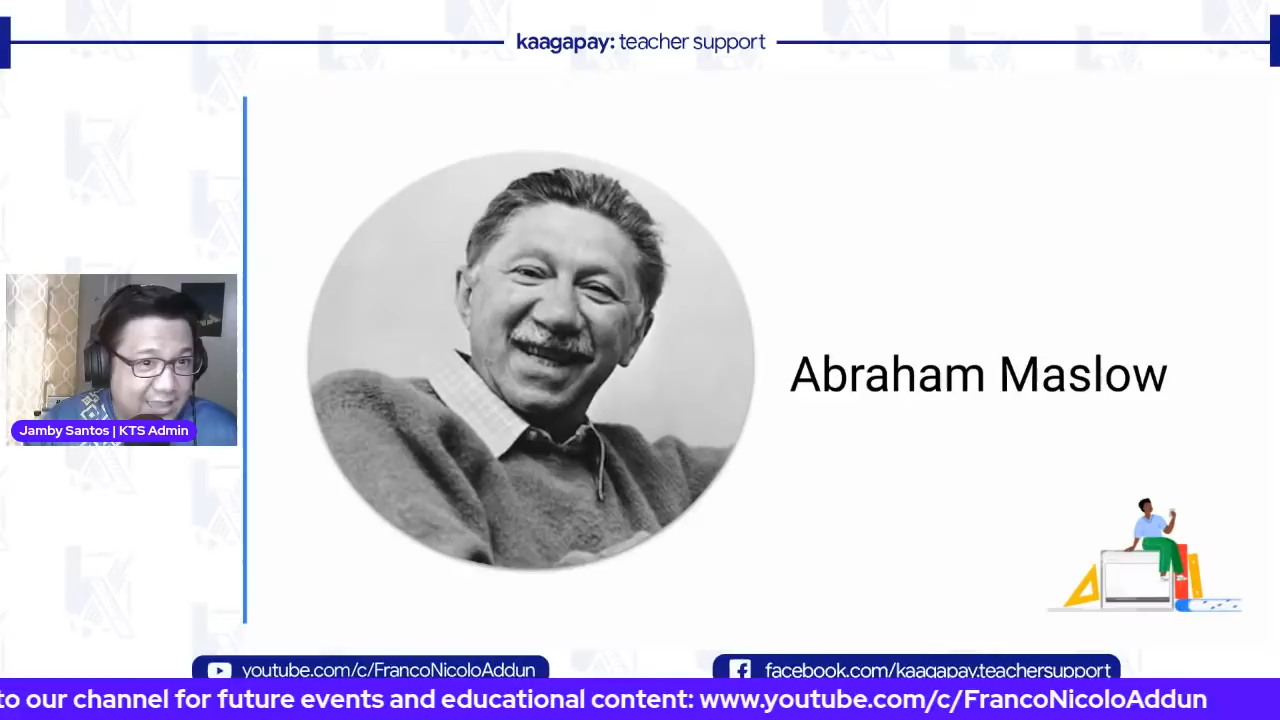 kaagapay: teacher support
Abraham Maslow
Jamby Santos | KTS Admin
youtube.com/c/FrancoNicoloAddun
facebook.com/kaagapay.teachersupport
to our channel for future events and educational content: www.youtube.com/c/FrancoNicoloAddun